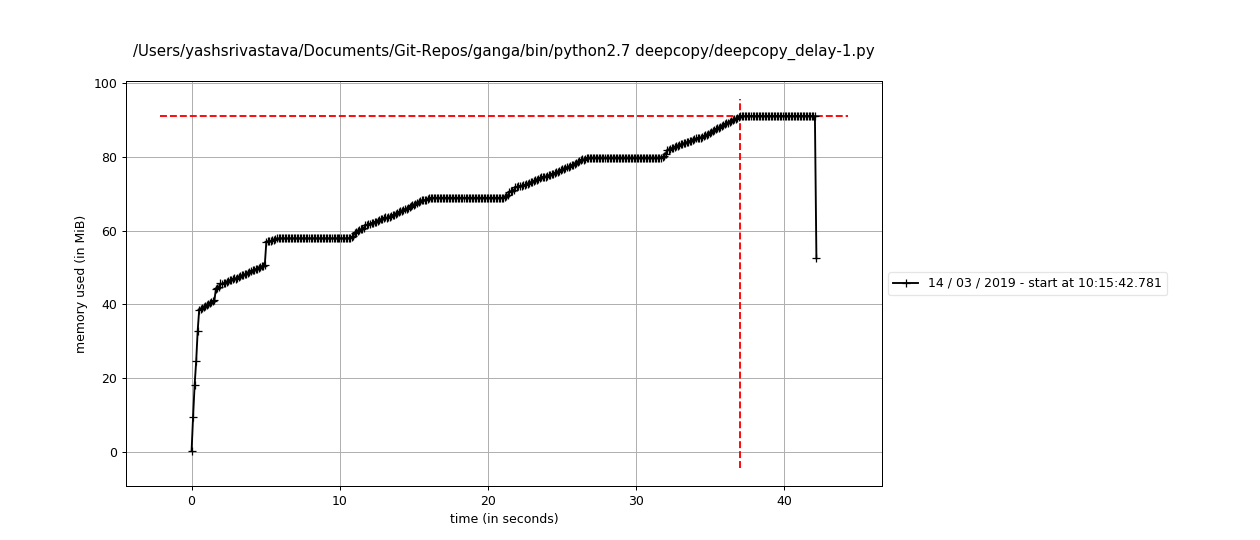 /Users/yashsrivastava/Documents/Git-Repos/ganga/bin/python2.7 deepcopy/deepcopy_delay-1.py
100
80
60
40
20
0
memory used (in MiB)
0 10 20 30 40
time (in seconds)
14 / 03 / 2019 - start at 10:15:42.781